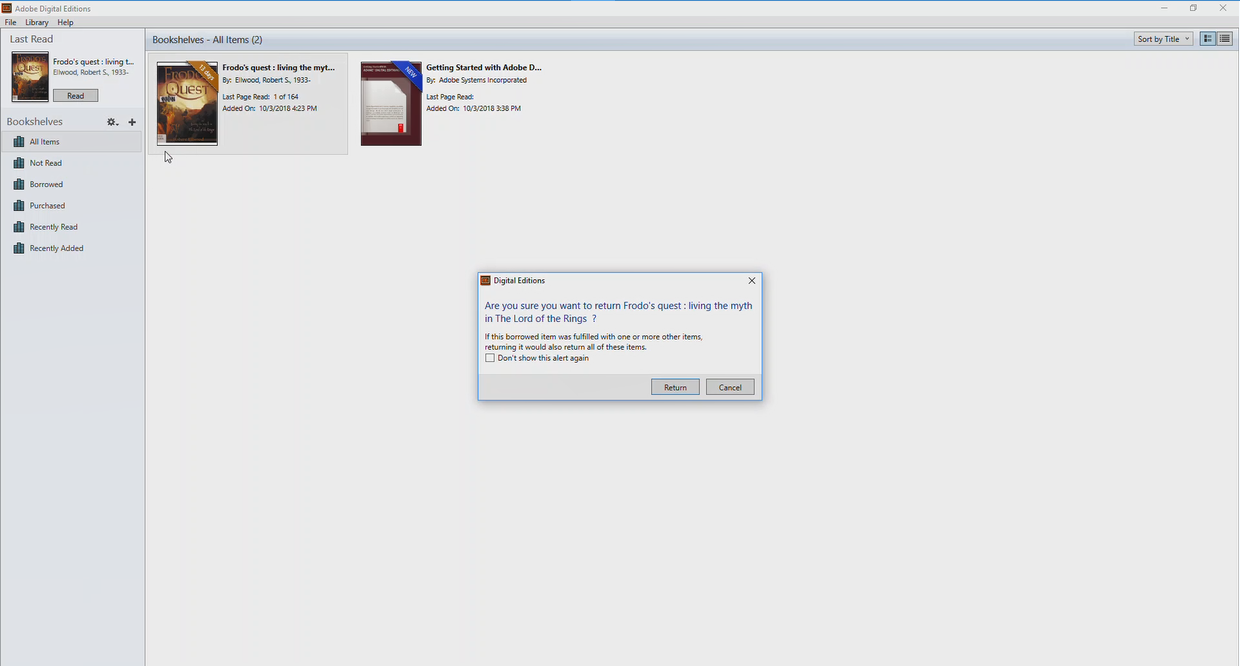 Adobe Digital Editions
File Library Help
Last Read
Frodo's quest : living t...
Ellwood, Robert S., 1933-
Read
Bookshelves
All Items
Not Read
Borrowed
Purchased
Recently Read
Recently Added
Bookshelves - All Items (2)
Sort by Title
FRODO'S
QUEST
13 days
Frodo's quest : living the myt...
By: Ellwood, Robert S., 1933-
Last Page Read: 1 of 164
Added On: 10/3/2018 4:23 PM
NEW
Getting Started with Adobe D...
By: Adobe Systems Incorporated
Last Page Read:
Added On: 10/3/2018 3:38 PM
Digital Editions
Are you sure you want to return Frodo's quest : living the myth
in The Lord of the Rings ?
If this borrowed item was fulfilled with one or more other items,
returning it would also return all of these items.
Don't show this alert again
Return
Cancel